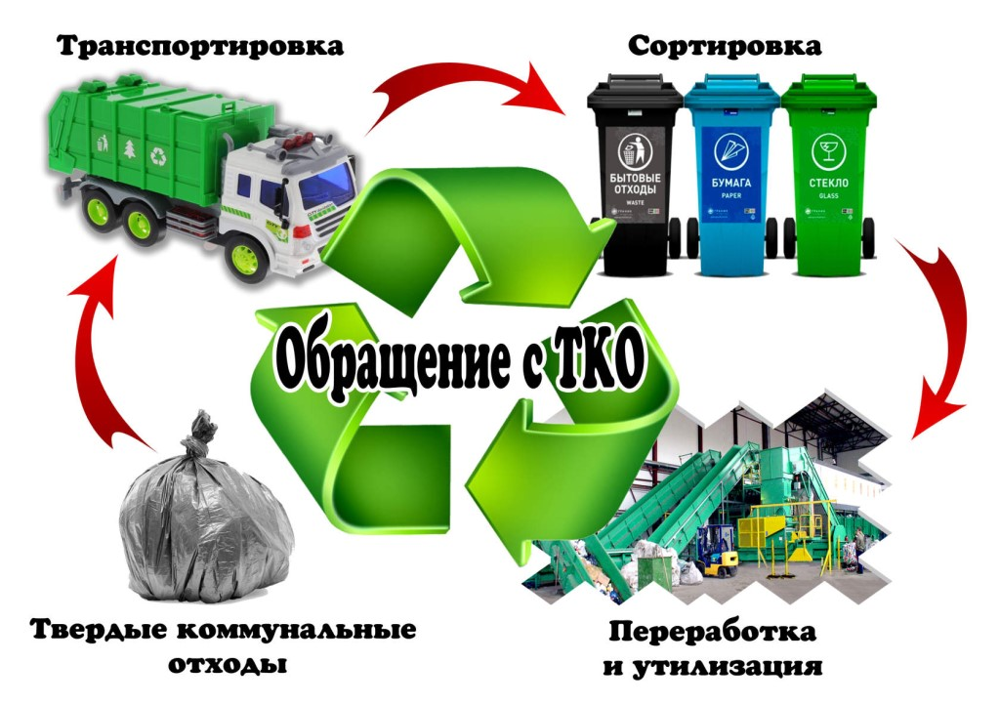 Транспортировка
Сортировка
БЫТОВЫЕ
ОТХОДЫ
WASTE
БУМАГА
PAPER
СТЕКЛО
GLASS
Обращение с ТКО
Твердые коммунальные
отходы
Переработка
и утилизация